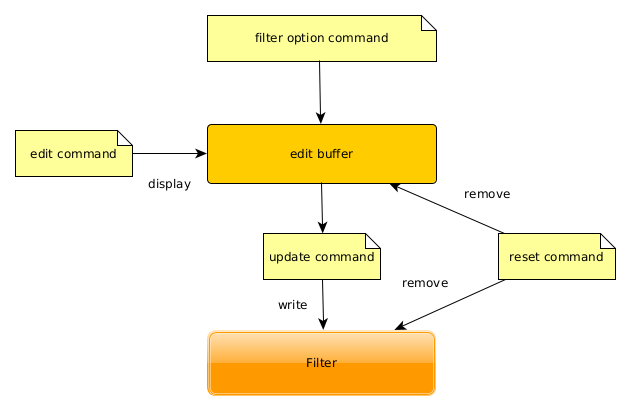 filter option command
edit command
edit buffer
display
remove
update command
reset command
remove
write
Filter